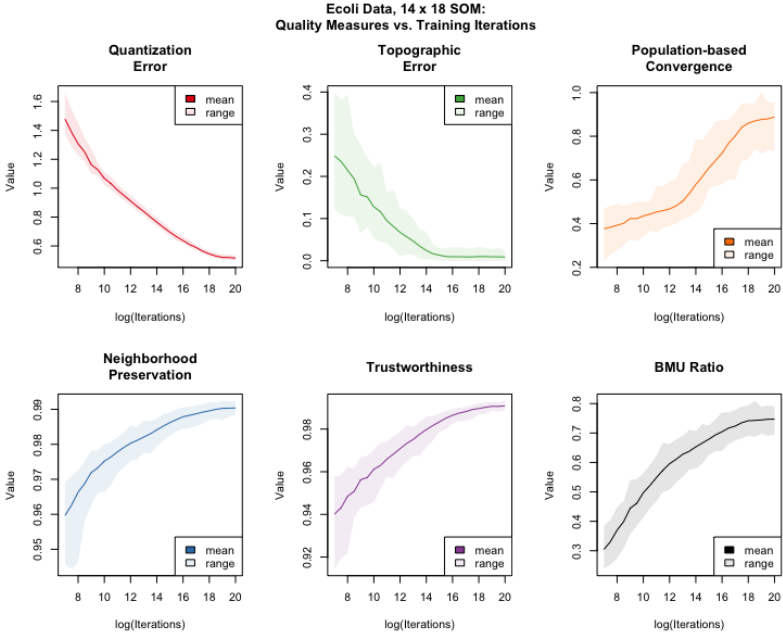 Ecoli Data, 14 x 18 SOM:
Quality Measures vs. Training Iterations
Quantization
Error
Value
1.6
1.4
1.2
1.0
0.8
0.6
mean
range
8 10 12 14 16 18 20
log(Iterations)
Topographic
Error
Value
0.4
0.3
0.2
0.1
0.0
mean
range
8 10 12 14 16 18 20
log(Iterations)
Population-based
Convergence
Value
1.0
0.8
0.6
0.4
0.2
mean
range
8 10 12 14 16 18 20
log(Iterations)
Neighborhood
Preservation
Value
0.99
0.98
0.97
0.96
0.95
mean
range
8 10 12 14 16 18 20
log(Iterations)
Trustworthiness
Value
0.98
0.96
0.94
0.92
mean
range
8 10 12 14 16 18 20
log(Iterations)
BMU Ratio
Value
0.8
0.7
0.6
0.5
0.4
0.3
mean
range
8 10 12 14 16 18 20
log(Iterations)